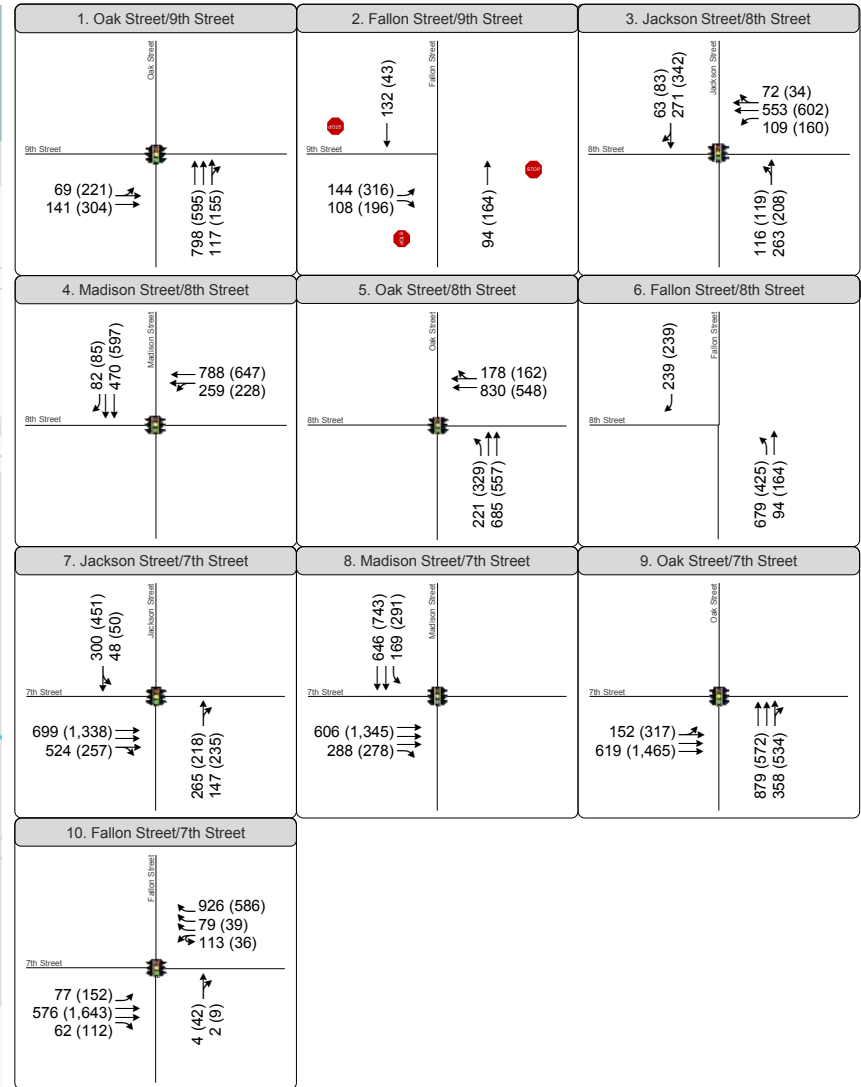 1. Oak Street/9th Street
Oak Street
9th Street
69 (221)
141 (304)
798 (595)
117 (155)
2. Fallon Street/9th Street
132 (43)
Fallon Street
STOP
9th Street
STOP
144 (316)
108 (196)
94 (164)
STOP
3. Jackson Street/8th Street
63 (83)
271 (342)
Jackson Street
72 (34)
553 (602)
109 (160)
8th Street
116 (119)
263 (208)
4. Madison Street/8th Street
82 (85)
470 (597)
Madison Street
788 (647)
259 (228)
8th Street
5. Oak Street/8th Street
Oak Street
178 (162)
830 (548)
8th Street
221 (329)
685 (557)
6. Fallon Street/8th Street
239 (239)
Fallon Street
8th Street
679 (425)
94 (164)
7. Jackson Street/7th Street
300 (451)
48 (50)
Jackson Street
7th Street
699 (1,338)
524 (257)
265 (218)
147 (235)
8. Madison Street/7th Street
646 (743)
169 (291)
Madison Street
7th Street
606 (1,345)
288 (278)
9. Oak Street/7th Street
Oak Street
7th Street
152 (317)
619 (1,465)
879 (572)
358 (534)
10. Fallon Street/7th Street
Fallon Street
926 (586)
79 (39)
113 (36)
7th Street
77 (152)
576 (1,643)
62 (112)
4 (42)
2 (9)